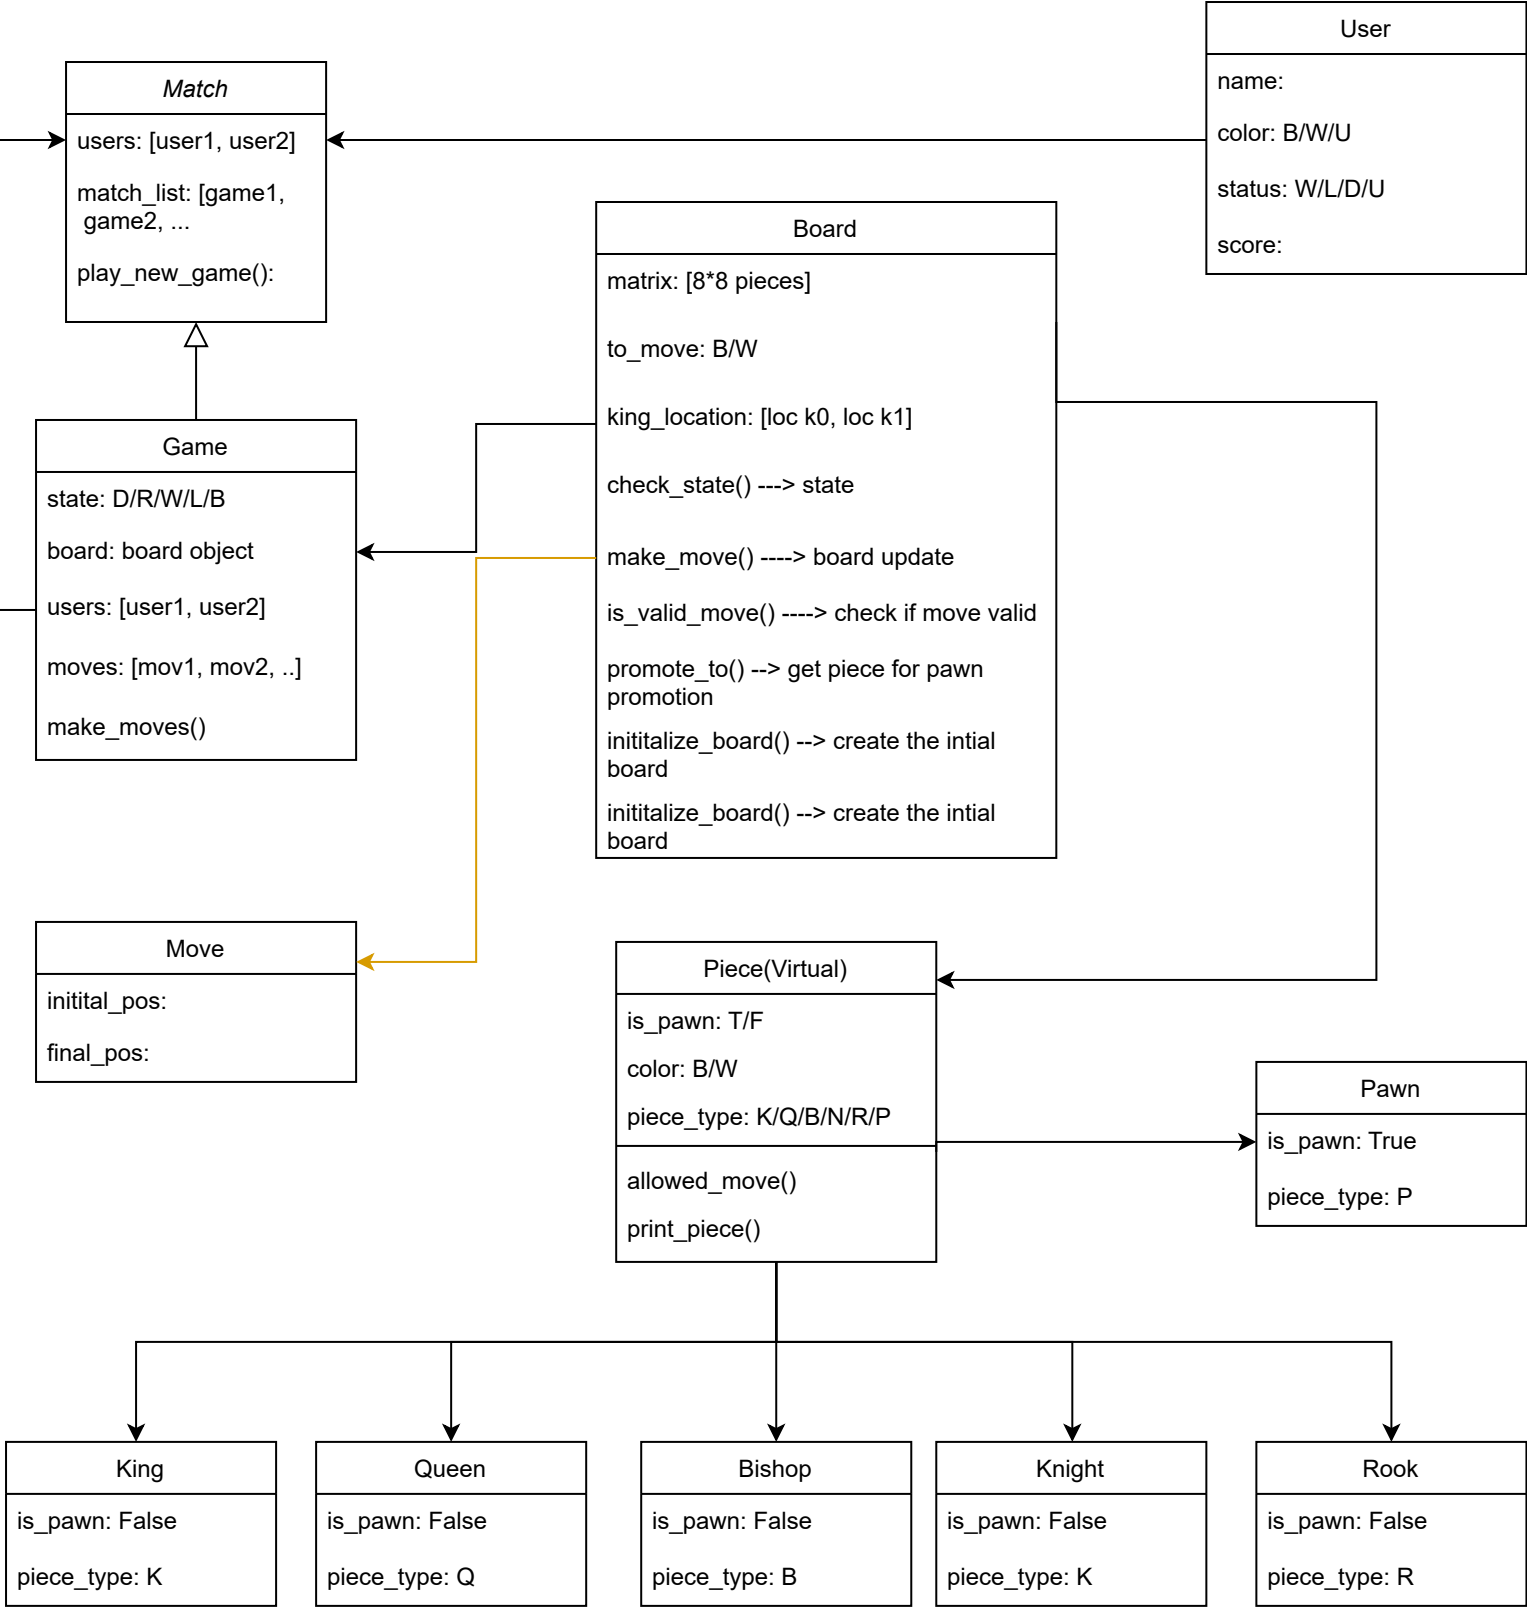 User
name:
color: B/W/U
status: W/L/D/U
score:
Match
users: [user1, user2]
match_list: [game1,
game2, ...
play_new_game():
Board
matrix: [8*8 pieces]
to_move: B/W
king_location: [loc k0, loc k1]
check_state() ---> state
make_move() ----> board update
is_valid_move() ----> check if move valid
promote_to() --> get piece for pawn
promotion
inititalize_board() --> create the intial
board
inititalize_board() --> create the intial
board
Game
state: D/R/W/L/B
board: board object
users: [user1, user2]
moves: [mov1, mov2, ..]
make_moves()
Move
initital_pos:
final_pos:
Piece(Virtual)
is_pawn: T/F
color: B/W
piece_type: K/Q/B/N/R/P
allowed_move()
print_piece()
Pawn
is_pawn: True
piece_type: P
King
is_pawn: False
piece_type: K
Queen
is_pawn: False
piece_type: Q
Bishop
is_pawn: False
piece_type: B
Knight
is_pawn: False
piece_type: K
Rook
is_pawn: False
piece_type: R